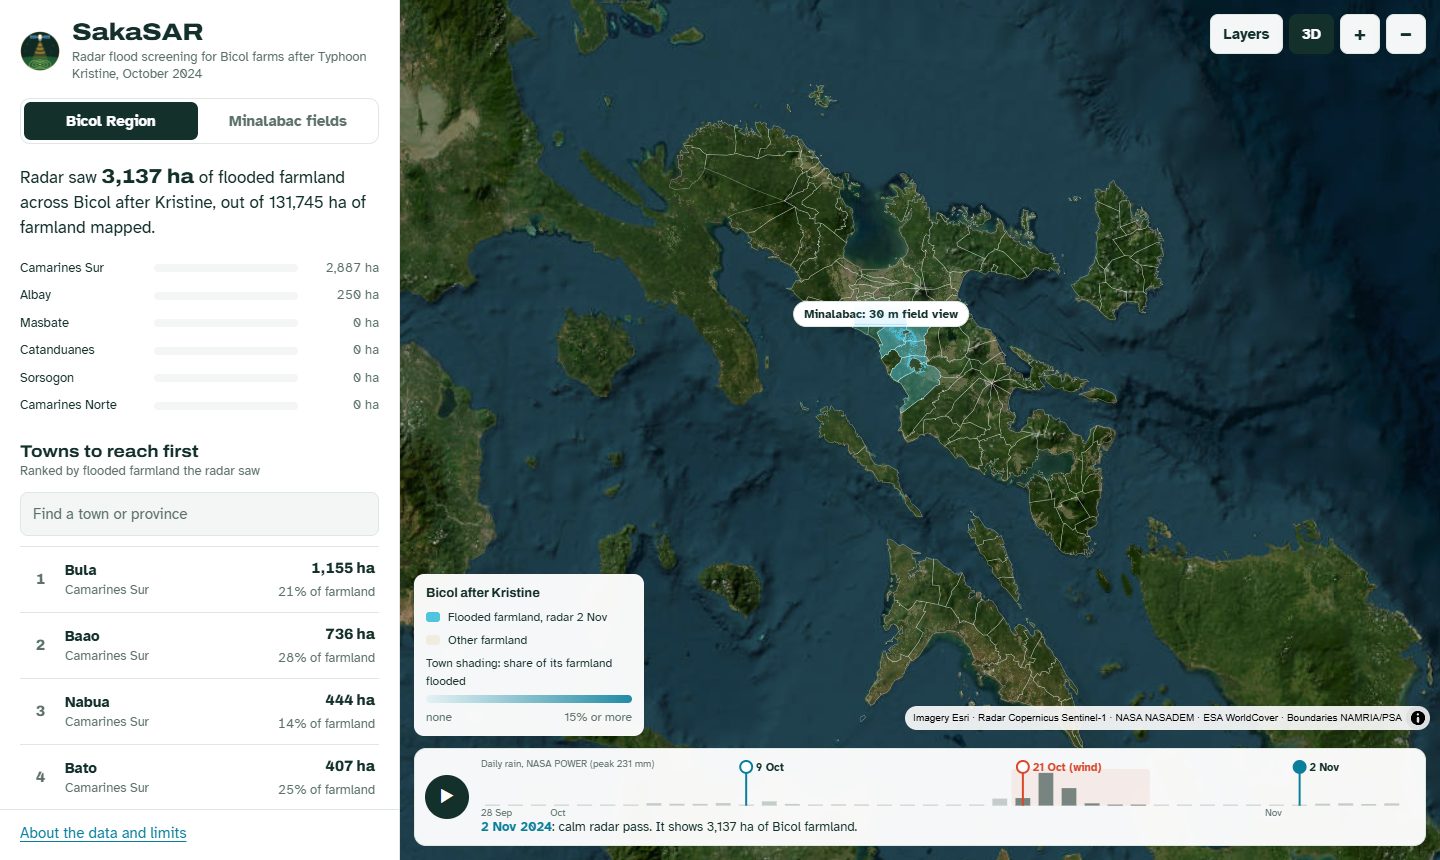 SakaSAR
Radar flood screening for Bicol farms after Typhoon
Kristine, October 2024
Bicol Region
Minalabac fields
Radar saw 3,137 ha of flooded farmland
across Bicol after Kristine, out of 131,745 ha of
farmland mapped.
Camarines Sur 2,887 ha
Albay 250 ha
Masbate 0 ha
Catanduanes 0 ha
Sorsogon 0 ha
Camarines Norte 0 ha
Towns to reach first
Ranked by flooded farmland the radar saw
Find a town or province
1 Bula 1,155 ha
Camarines Sur 21% of farmland
2 Baao 736 ha
Camarines Sur 28% of farmland
3 Nabua 444 ha
Camarines Sur 14% of farmland
4 Bato 407 ha
Camarines Sur 25% of farmland
About the data and limits
Layers 3D + −
Minalabac: 30 m field view
Bicol after Kristine
Flooded farmland, radar 2 Nov
Other farmland
Town shading: share of its farmland
flooded
none 15% or more
Imagery Esri · Radar Copernicus Sentinel-1 · NASA NASADEM · ESA WorldCover · Boundaries NAMRIA/PSA
Daily rain, NASA POWER (peak 231 mm)
9 Oct
21 Oct (wind)
2 Nov
28 Sep Oct Nov
2 Nov 2024: calm radar pass. It shows 3,137 ha of Bicol farmland.